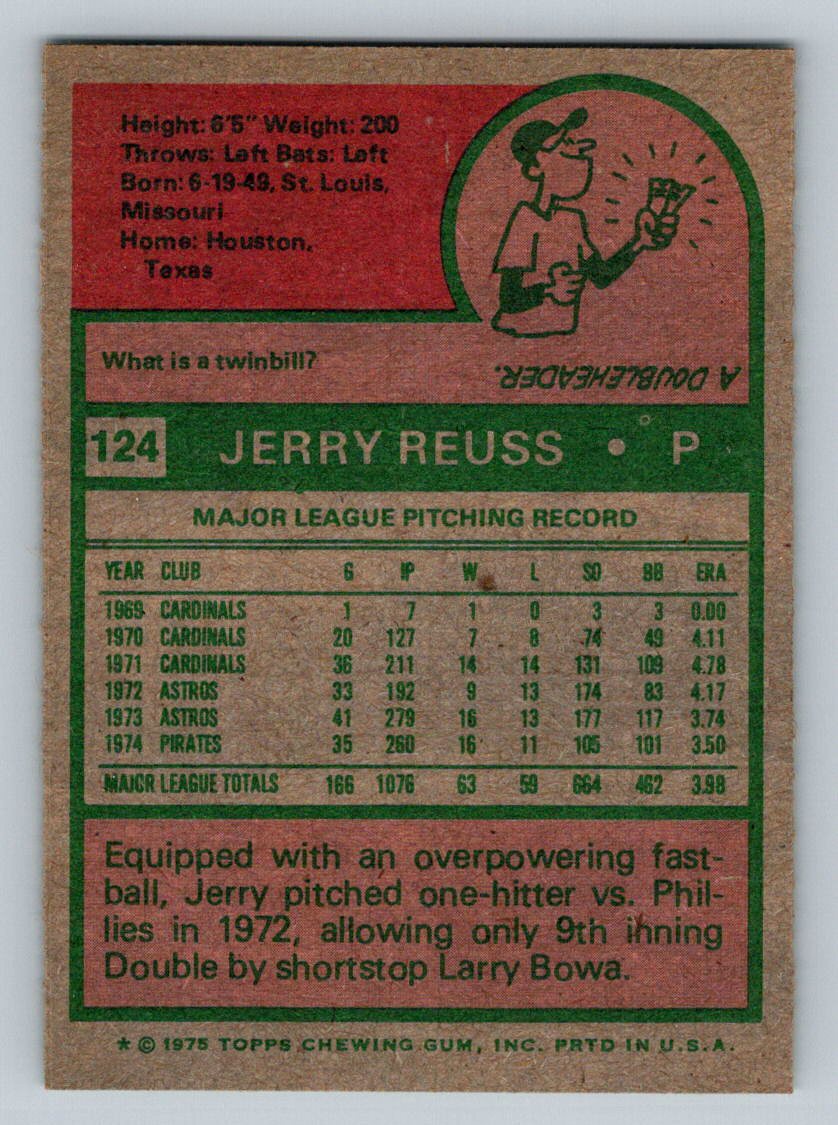 Height: 6'5" Weight: 200
Throws: Left Bats: Left
Born: 6-19-49, St. Louis,
Missouri
Home: Houston,
Texas
What is a twinbill?
A DOUBLEHEADER.
124 JERRY REUSS • P
MAJOR LEAGUE PITCHING RECORD
YEAR CLUB G IP W L SO BB ERA
1969 CARDINALS 1 7 1 0 3 3 0.00
1970 CARDINALS 20 127 7 8 74 49 4.11
1971 CARDINALS 36 211 14 14 131 109 4.78
1972 ASTROS 33 192 9 13 174 83 4.17
1973 ASTROS 41 279 16 13 177 117 3.74
1974 PIRATES 35 260 16 11 105 101 3.50
MAJOR LEAGUE TOTALS 166 1076 63 59 664 462 3.98
Equipped with an overpowering fast-
ball, Jerry pitched one-hitter vs. Phil-
lies in 1972, allowing only 9th inning
Double by shortstop Larry Bowa.
* © 1975 TOPPS CHEWING GUM, INC. PRTD IN U.S.A.